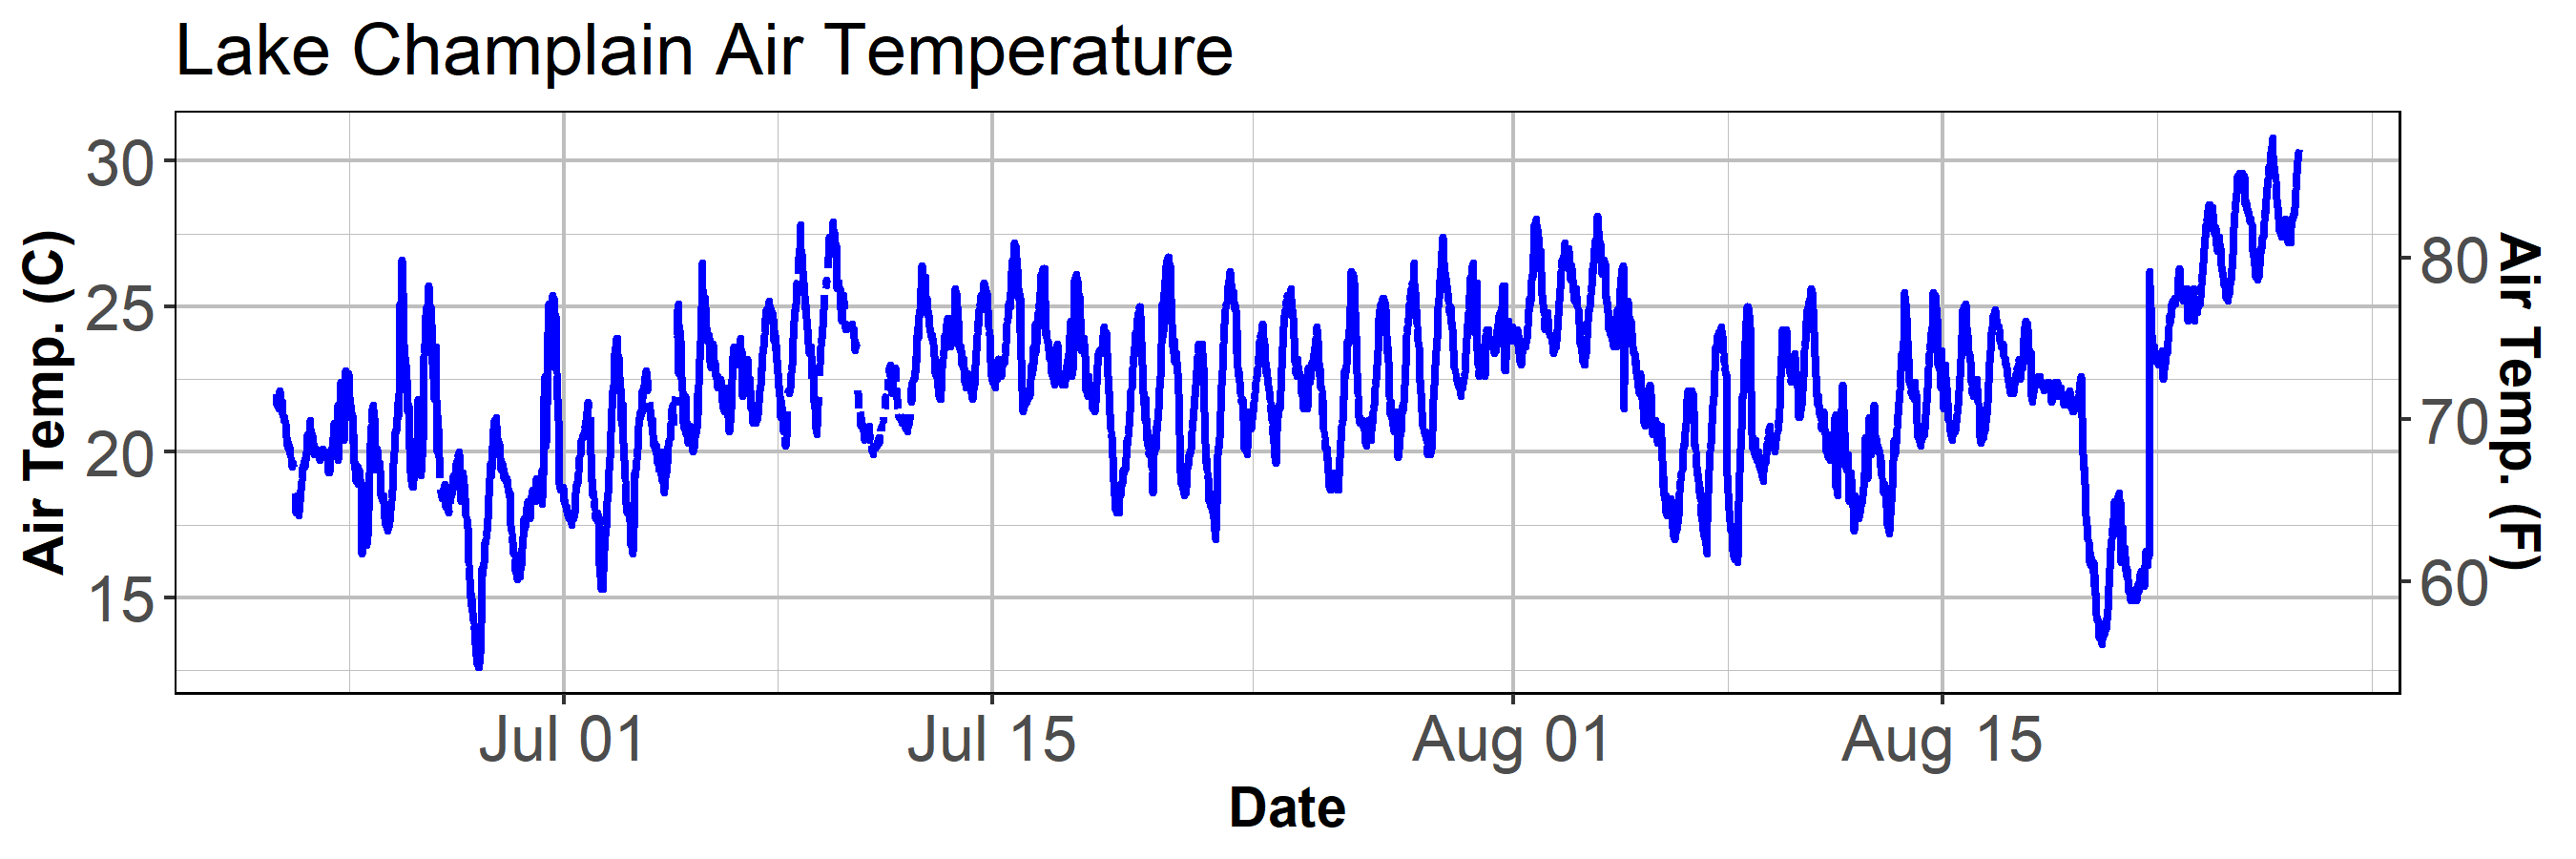 Lake Champlain Air Temperature
Air Temp. (C)
30
25
20
15
80
70
60
Air Temp. (F)
Jul 01
Jul 15
Aug 01
Aug 15
Date